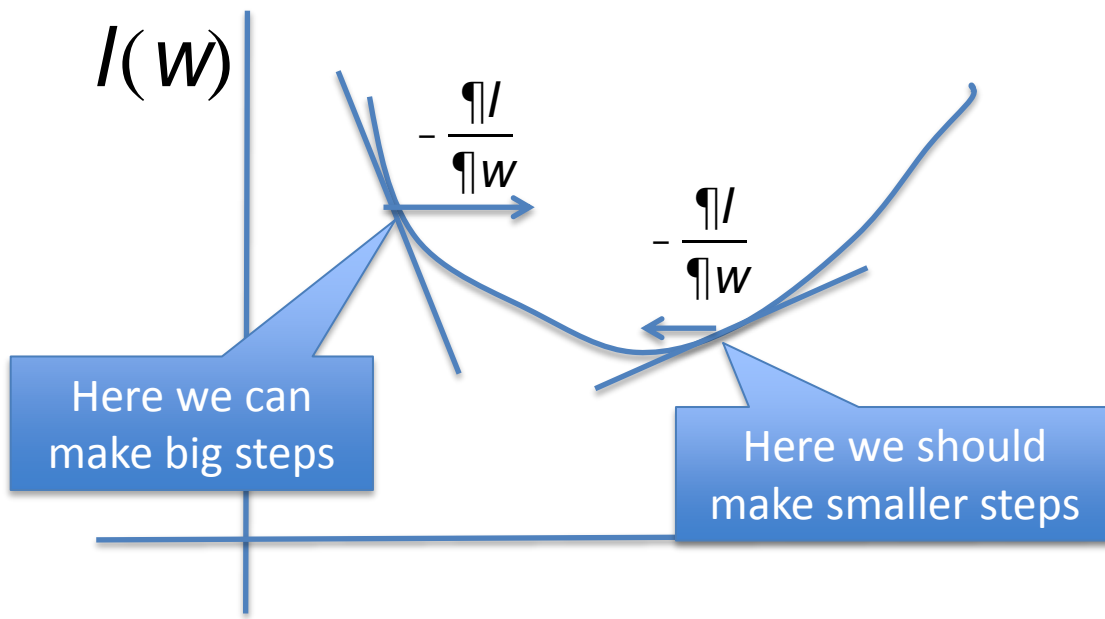 l(w)
- ¶l
¶w
- ¶l
¶w
Here we can
make big steps
Here we should
make smaller steps